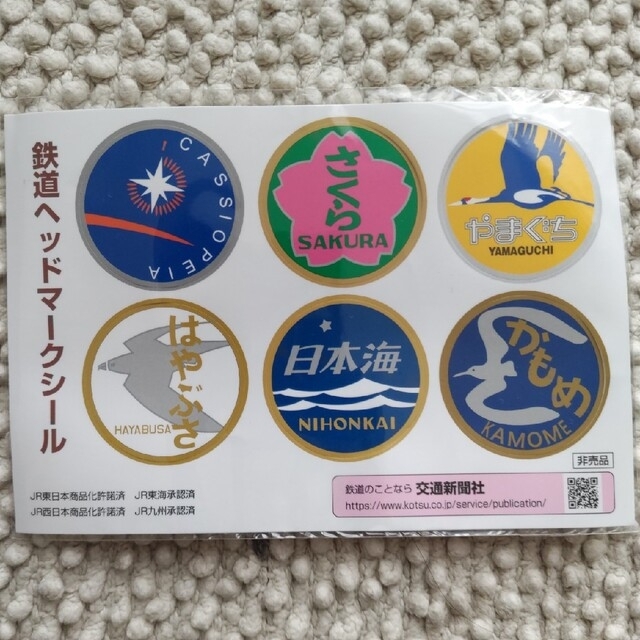 鉄道ヘッドマークシール
CASSIOPEIA
さくら
SAKURA
やまぐち
YAMAGUCHI
はやぶさ
HAYABUSA
日本海
NIHONKAI
かもめ
KAMOME
非売品
JR東日本商品化許諾済 JR東海承認済
JR西日本商品化許諾済 JR九州承認済
鉄道のことなら 交通新聞社
https://www.kotsu.co.jp/service/publication/